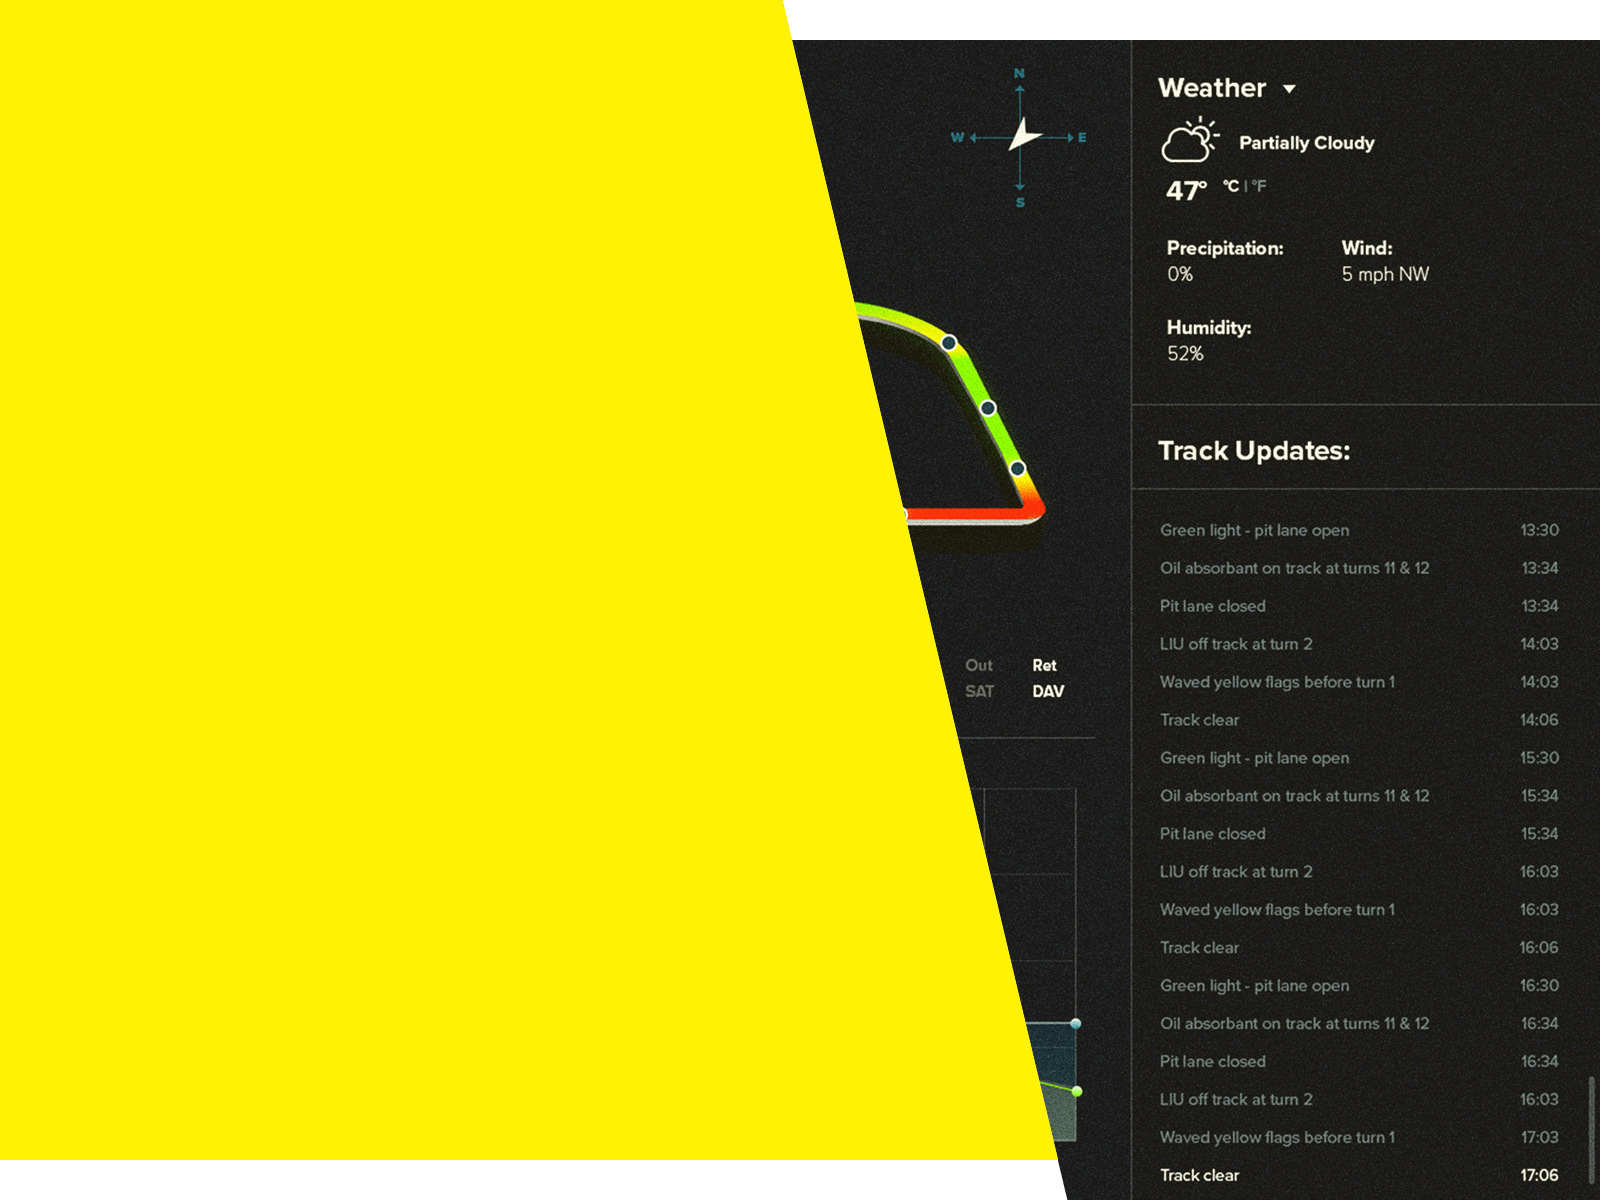 N
W E
S
Out Ret
SAT DAV
Weather
Partially Cloudy
47° °C | °F
Precipitation: Wind:
0% 5 mph NW
Humidity:
52%
Track Updates:
Green light - pit lane open 13:30
Oil absorbant on track at turns 11 & 12 13:34
Pit lane closed 13:34
LIU off track at turn 2 14:03
Waved yellow flags before turn 1 14:03
Track clear 14:06
Green light - pit lane open 15:30
Oil absorbant on track at turns 11 & 12 15:34
Pit lane closed 15:34
LIU off track at turn 2 16:03
Waved yellow flags before turn 1 16:03
Track clear 16:06
Green light - pit lane open 16:30
Oil absorbant on track at turns 11 & 12 16:34
Pit lane closed 16:34
LIU off track at turn 2 16:03
Waved yellow flags before turn 1 17:03
Track clear 17:06